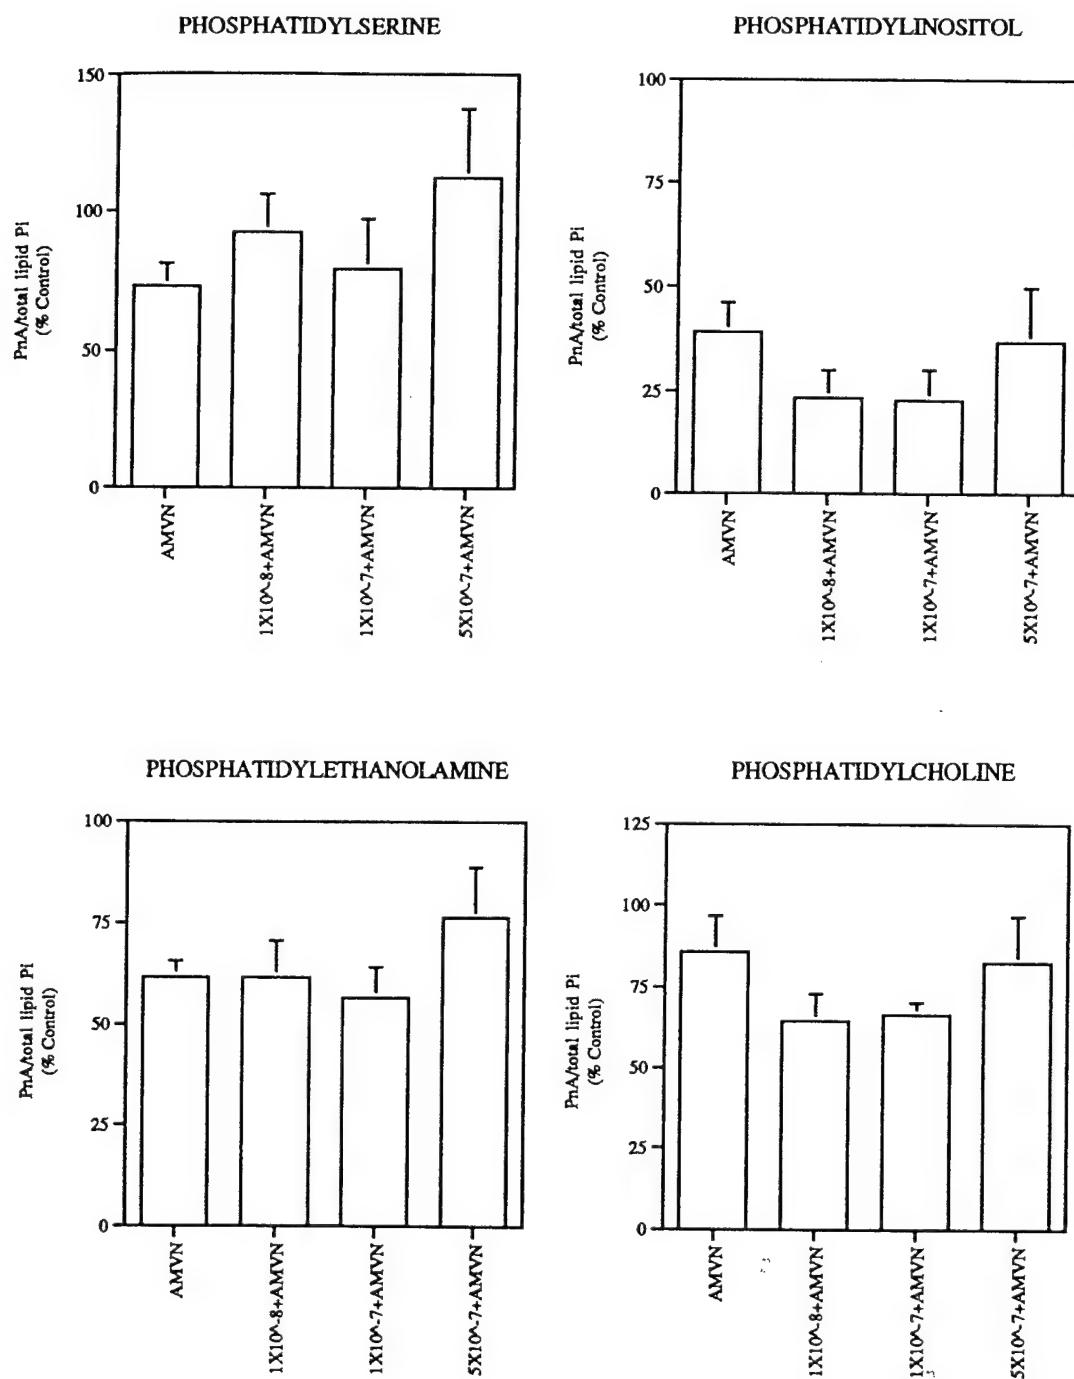 PHOSPHATIDYLSERINE
150
100
50
0
PnA/total lipid Pi
(% Control)
AMVN
1X10^-8+AMVN
1X10^-7+AMVN
5X10^-7+AMVN
PHOSPHATIDYLINOSITOL
100
75
50
25
0
PnA/total lipid Pi
(% Control)
AMVN
1X10^-8+AMVN
1X10^-7+AMVN
5X10^-7+AMVN
PHOSPHATIDYLETHANOLAMINE
100
75
50
25
0
PnA/total lipid Pi
(% Control)
AMVN
1X10^-8+AMVN
1X10^-7+AMVN
5X10^-7+AMVN
PHOSPHATIDYLCHOLINE
125
100
75
50
25
0
PnA/total lipid Pi
(% Control)
AMVN
1X10^-8+AMVN
1X10^-7+AMVN
5X10^-7+AMVN